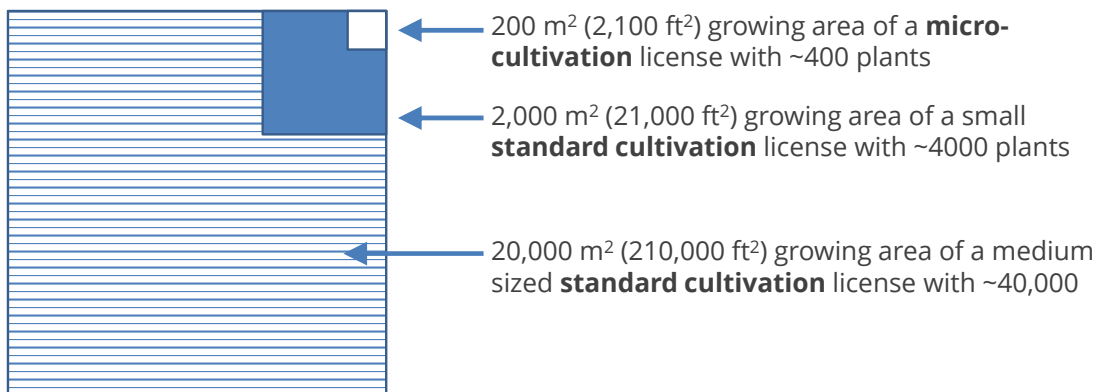 200 m² (2,100 ft²) growing area of a micro-
cultivation license with ~400 plants
2,000 m² (21,000 ft²) growing area of a small
standard cultivation license with ~4000 plants
20,000 m² (210,000 ft²) growing area of a medium
sized standard cultivation license with ~40,000